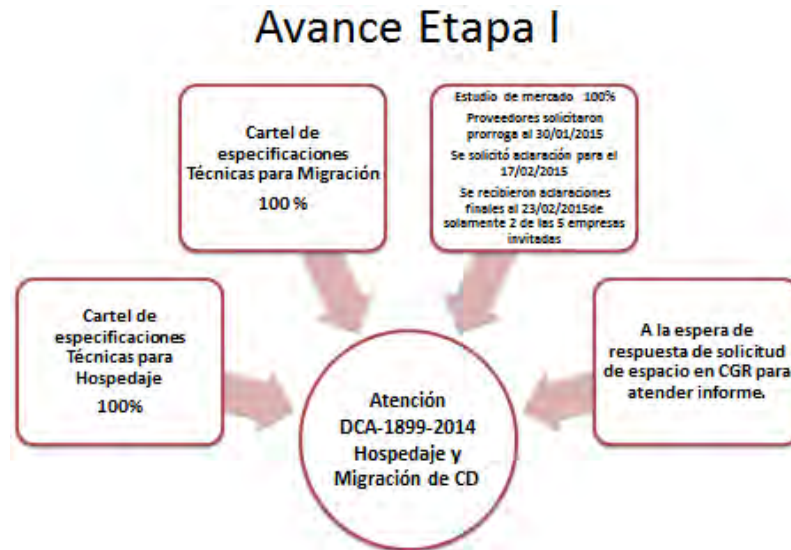 Avance Etapa I
Cartel de
especificaciones
Técnicas para Migración
100 %
Estudio de mercado 100%
Proveedores solicitaron
prorroga al 30/01/2015
Se solicitó aclaración para el
17/02/2015
Se recibieron aclaraciones
finales al 23/02/2015de
solamente 2 de las 5 empresas
invitadas
Cartel de
especificaciones
Técnicas para
Hospedaje
100%
A la espera de
respuesta de solicitud
de espacio en CGR para
atender informe.
Atención
DCA-1899-2014
Hospedaje y
Migración de CD